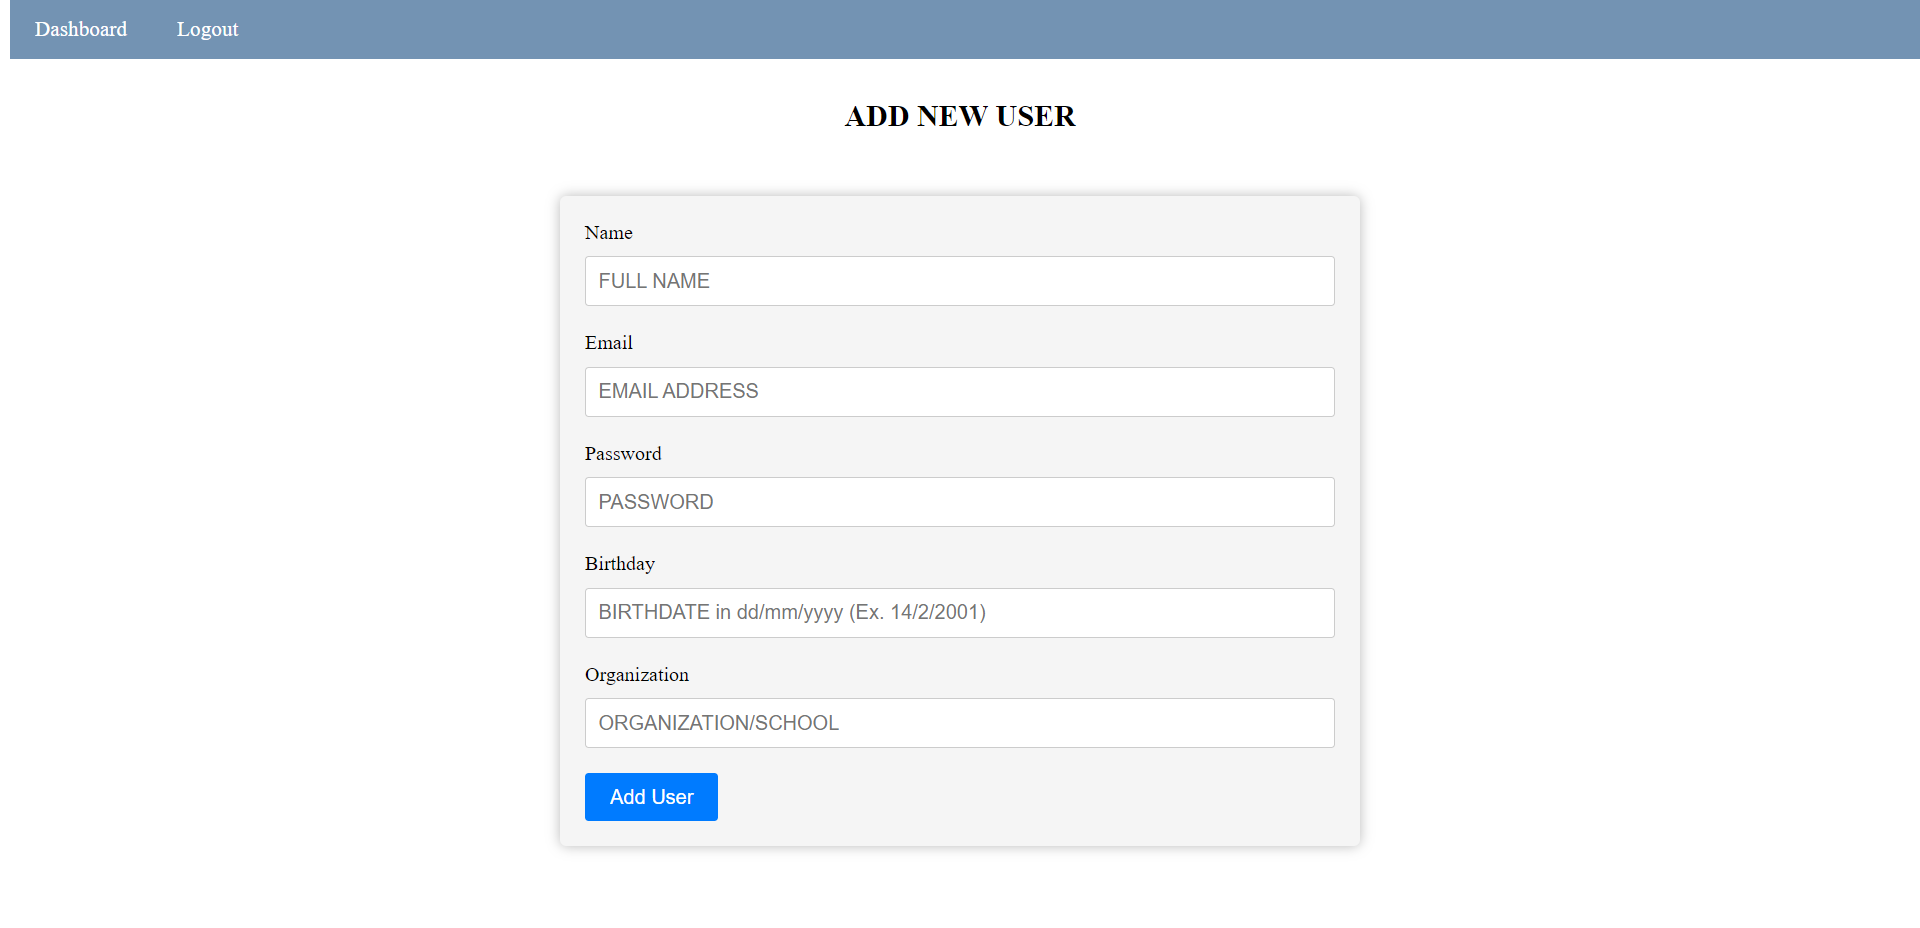 Dashboard Logout
ADD NEW USER
Name
FULL NAME
Email
EMAIL ADDRESS
Password
PASSWORD
Birthday
BIRTHDATE in dd/mm/yyyy (Ex. 14/2/2001)
Organization
ORGANIZATION/SCHOOL
Add User